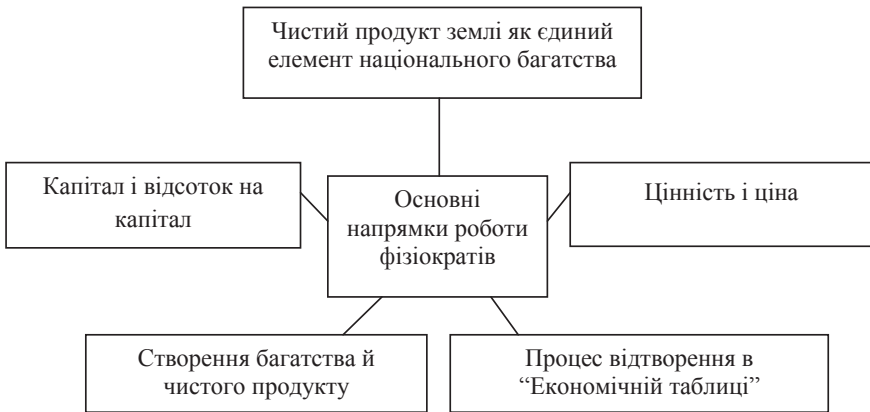 Чистий продукт землі як єдиний
елемент національного багатства
Капітал і відсоток на
капітал
Основні
напрямки роботи
фізіократів
Цінність і ціна
Створення багатства й
чистого продукту
Процес відтворення в
“Економічній таблиці”